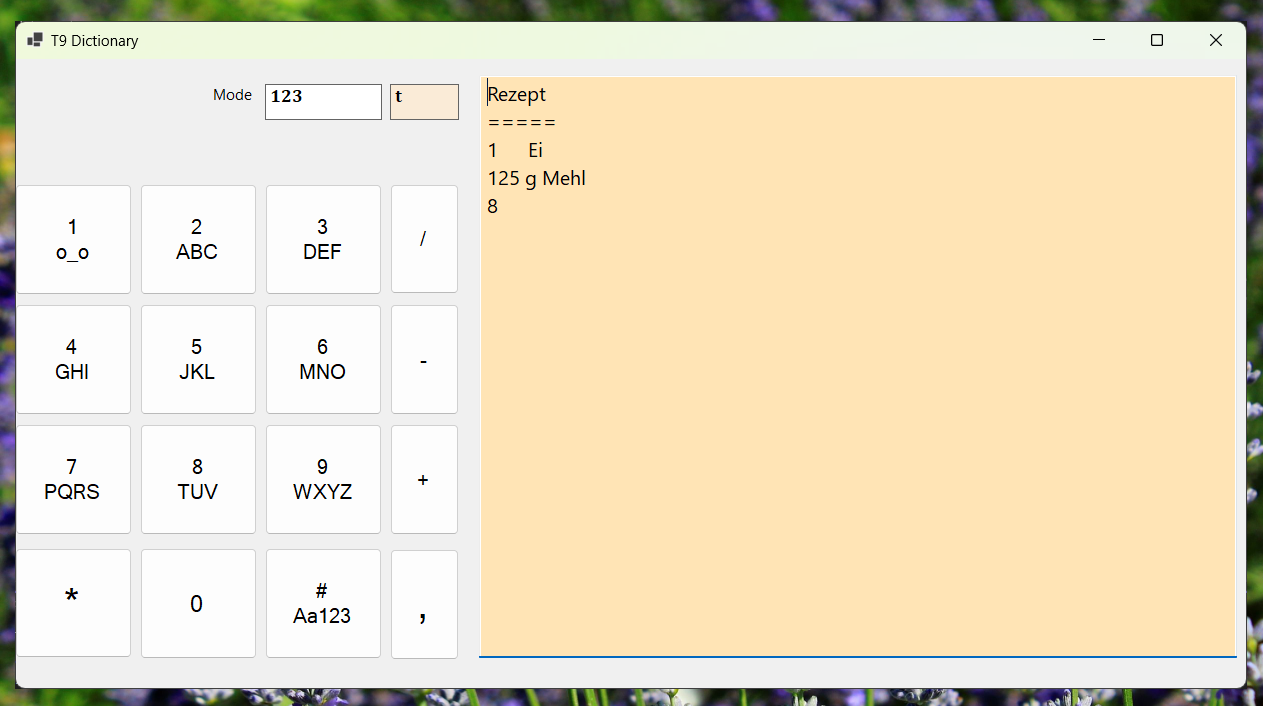 T9 Dictionary
Mode 123 t
1
o_o
2
ABC
3
DEF
/
4
GHI
5
JKL
6
MNO
-
7
PQRS
8
TUV
9
WXYZ
+
*
0
#
Aa123
,
Rezept
=====
1 Ei
125 g Mehl
8